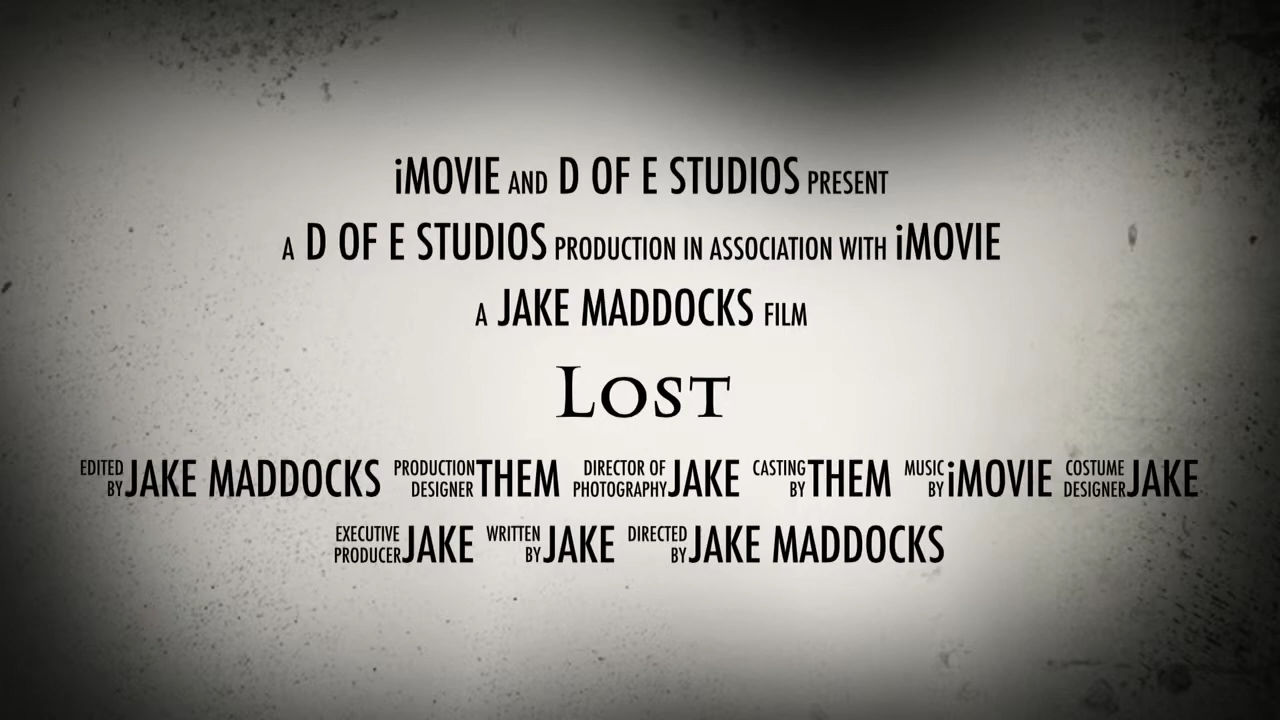 iMOVIE AND D OF E STUDIOS PRESENT
A D OF E STUDIOS PRODUCTION IN ASSOCIATION WITH iMOVIE
A JAKE MADDOCKS FILM
LOST
EDITED BY JAKE MADDOCKS PRODUCTION DESIGNER THEM DIRECTOR OF PHOTOGRAPHY JAKE CASTING BY THEM MUSIC BY iMOVIE COSTUME DESIGNER JAKE
EXECUTIVE PRODUCER JAKE WRITTEN BY JAKE DIRECTED BY JAKE MADDOCKS